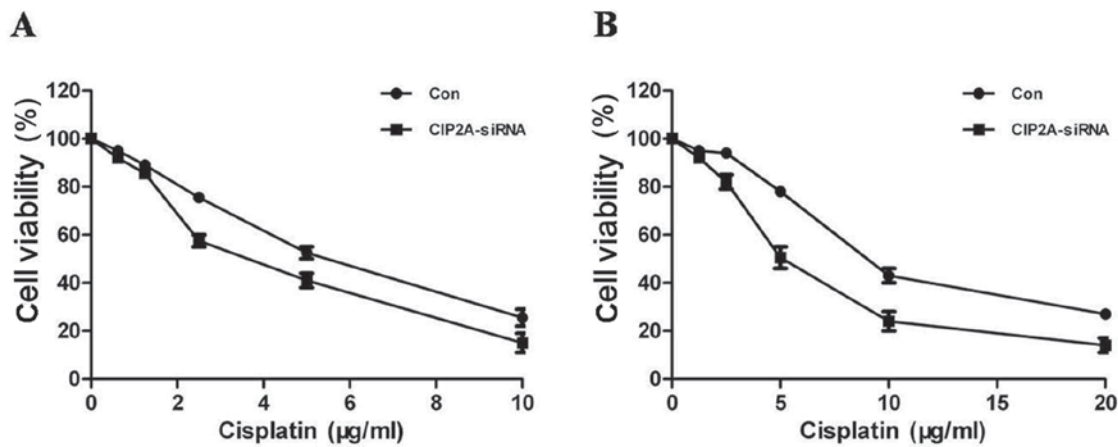 A
Cell viability (%)
120
100
80
60
40
20
0
Con
CIP2A-siRNA
0 2 4 6 8 10
Cisplatin (µg/ml)
B
Cell viability (%)
120
100
80
60
40
20
0
Con
CIP2A-siRNA
0 5 10 15 20
Cisplatin (µg/ml)